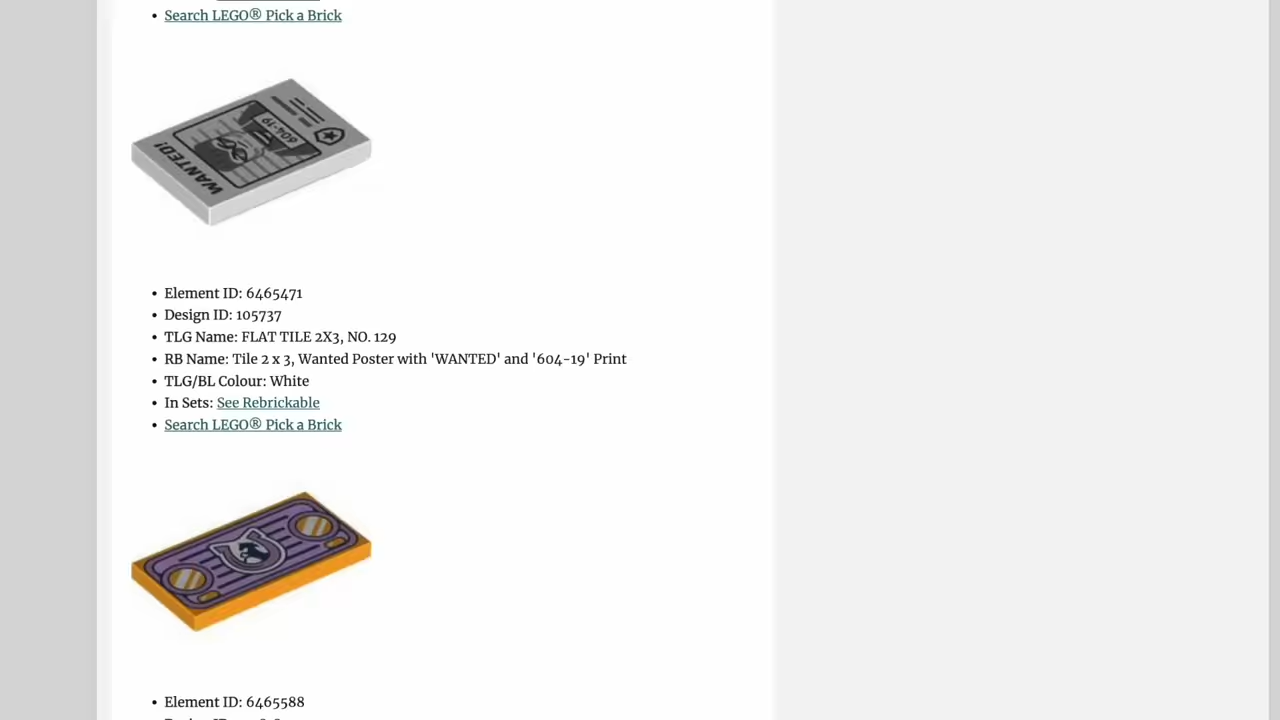 • Search LEGO® Pick a Brick
WANTED!
604-19
• Element ID: 6465471
• Design ID: 105737
• TLG Name: FLAT TILE 2X3, NO. 129
• RB Name: Tile 2 x 3, Wanted Poster with 'WANTED' and '604-19' Print
• TLG/BL Colour: White
• In Sets: See Rebrickable
• Search LEGO® Pick a Brick
• Element ID: 6465588